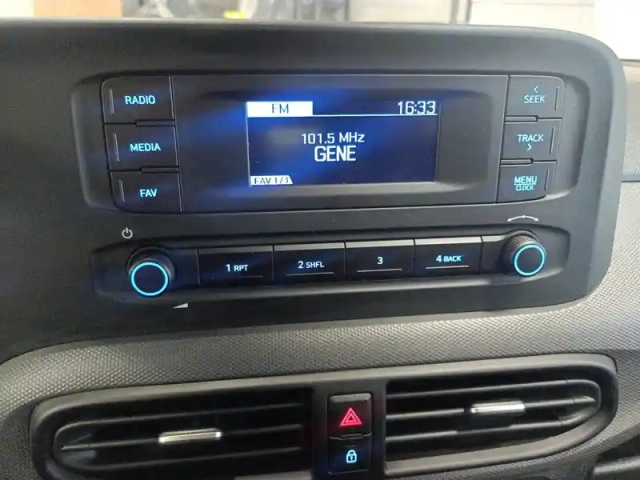 RADIO
MEDIA
FAV
FM
16:33
101.5 MHz
GENE
FAV 1/3
SEEK
TRACK
MENU
CLOCK
1 RPT
2 SHFL
3
4 BACK